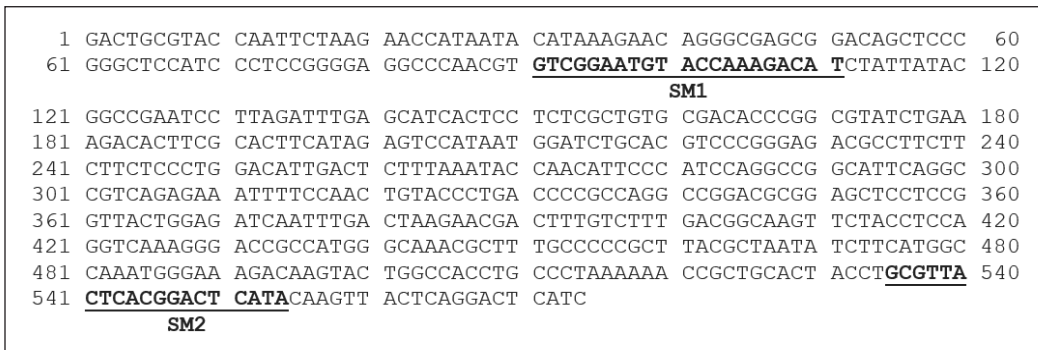 1 GACTGCGTAC CAATTCTAAG AACCATAATA CATAAAGAAC AGGGCGAGCG GACAGCTCCC 60
61 GGGCTCCATC CCTCCGGGGA GGCCCAACGT GTCGGAATGT ACCAAAGACA TCTATTATAC 120
SM1
121 GGCCGAATCC TTAGATTTGA GCATCACTCC TCTCGCTGTG CGACACCCGG CGTATCTGAA 180
181 AGACACTTCG CACTTCATAG AGTCCATAAT GGATCTGCAC GTCCCGGGAG ACGCCTTCTT 240
241 CTTCTCCCTG GACATTGACT CTTTAAATAC CAACATTCCC ATCCAGGCCG GCATTCAGGC 300
301 CGTCAGAGAA ATTTTCCAAC TGTACCCTGA CCCCGCCAGG CCGGACGCGG AGCTCCTCCG 360
361 GTTACTGGAG ATCAATTTGA CTAAGAACGA CTTTGTCTTT GACGGCAAGT TCTACCTCCA 420
421 GGTCAAAGGG ACCGCCATGG GCAAACGCTT TGCCCCCGCT TACGCTAATA TCTTCATGGC 480
481 CAAATGGGAA AGACAAGTAC TGGCCACCTG CCCTAAAAAA CCGCTGCACT ACCTGCGTTA 540
541 CTCACGGACT CATACAAGTT ACTCAGGACT CATC
SM2